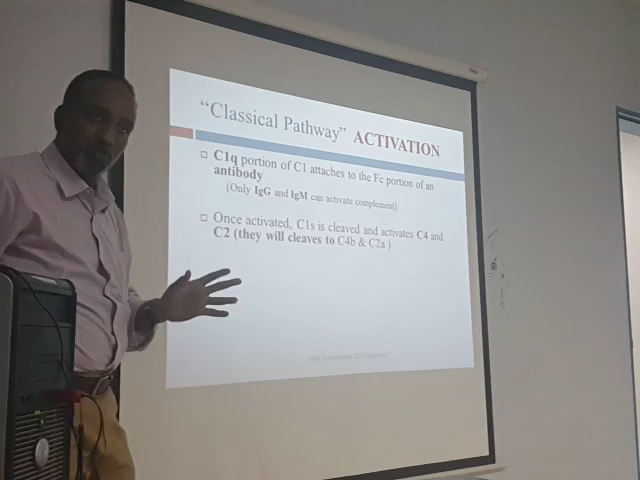 “Classical Pathway” ACTIVATION
C1q portion of C1 attaches to the Fc portion of an
antibody
(Only IgG and IgM can activate complement)
Once activated, C1s is cleaved and activates C4 and
C2 (they will cleaves to C4b & C2a )